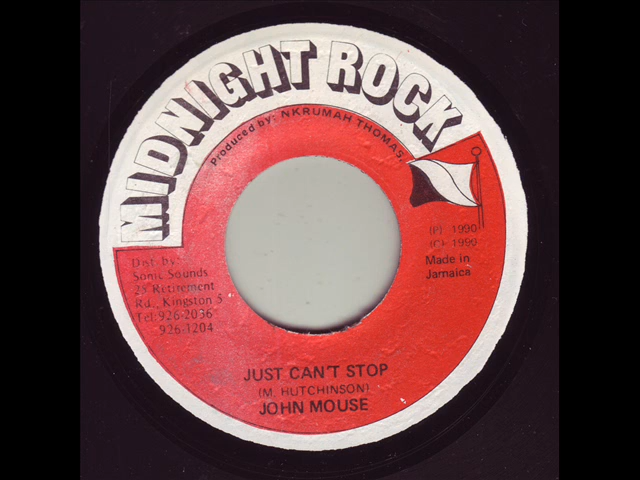 MIDNIGHT ROCK
Produced by: NKRUMAH THOMAS.
(P) 1990
(C) 1990
Made in
Jamaica
Dist. by:
Sonic Sounds
25 Retirement
Rd., Kingston 5
Tel: 926-2036
926-1204
JUST CAN'T STOP
(M. HUTCHINSON)
JOHN MOUSE